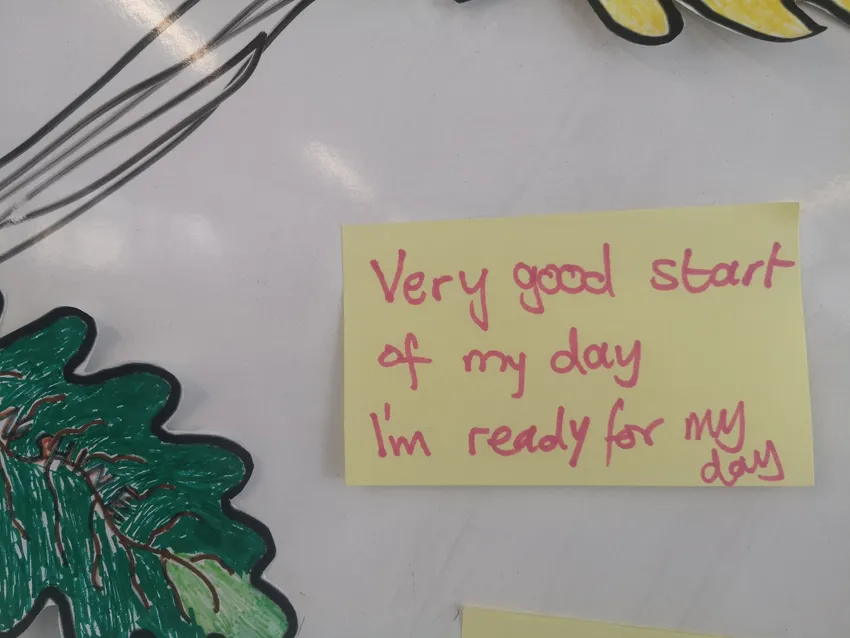 Very good start
of my day
I'm ready for my
day